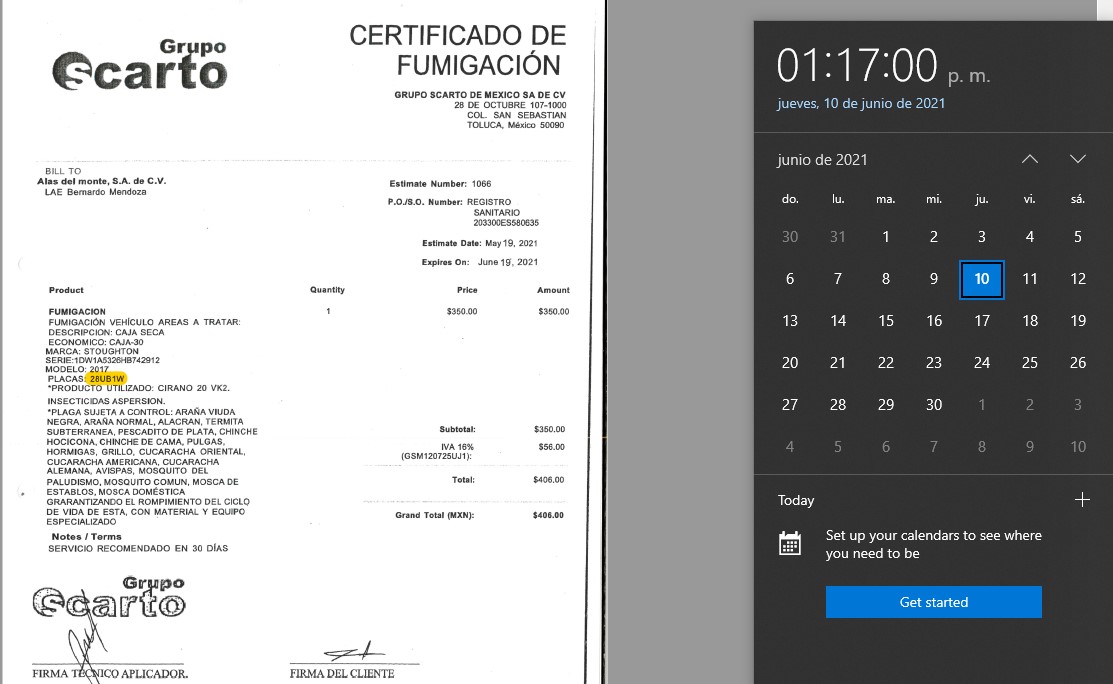 Grupo
Scarto
CERTIFICADO DE
FUMIGACIÓN
GRUPO SCARTO DE MEXICO SA DE CV
28 DE OCTUBRE 107-1000
COL. SAN SEBASTIAN
TOLUCA, México 50090
BILL TO
Alas del monte, S.A. de C.V.
LAE Bernardo Mendoza
Estimate Number: 1066
P.O./S.O. Number: REGISTRO
SANITARIO
203300ES580635
Estimate Date: May 19, 2021
Expires On: June 19, 2021
Product Quantity Price Amount
FUMIGACION 1 $350.00 $350.00
FUMIGACIÓN VEHÍCULO AREAS A TRATAR:
DESCRIPCION: CAJA SECA
ECONOMICO: CAJA-30
MARCA: STOUGHTON
SERIE:1DW1A5326HB742912
MODELO: 2017
PLACAS: 28UB1W
*PRODUCTO UTILIZADO: CIRANO 20 VK2.
INSECTICIDAS ASPERSION.
*PLAGA SUJETA A CONTROL: ARAÑA VIUDA
NEGRA, ARAÑA NORMAL, ALACRAN, TERMITA
SUBTERRANEA, PESCADITO DE PLATA, CHINCHE
HOCICONA, CHINCHE DE CAMA, PULGAS,
HORMIGAS, GRILLO, CUCARACHA ORIENTAL,
CUCARACHA AMERICANA, CUCARACHA
ALEMANA, AVISPAS, MOSQUITO DEL
PALUDISMO, MOSQUITO COMUN, MOSCA DE
ESTABLOS, MOSCA DOMÉSTICA
GRARANTIZANDO EL ROMPIMIENTO DEL CICLO
DE VIDA DE ESTA, CON MATERIAL Y EQUIPO
ESPECIALIZADO
Subtotal: $350.00
IVA 16% $56.00
(GSM120725UJ1):
Total: $406.00
Grand Total (MXN): $406.00
Notes / Terms
SERVICIO RECOMENDADO EN 30 DÍAS
Grupo
Scarto
FIRMA TÉCNICO APLICADOR.
FIRMA DEL CLIENTE
01:17:00 p. m.
jueves, 10 de junio de 2021
junio de 2021
do. lu. ma. mi. ju. vi. sá.
30 31 1 2 3 4 5
6 7 8 9 10 11 12
13 14 15 16 17 18 19
20 21 22 23 24 25 26
27 28 29 30 1 2 3
4 5 6 7 8 9 10
Today
Set up your calendars to see where
you need to be
Get started